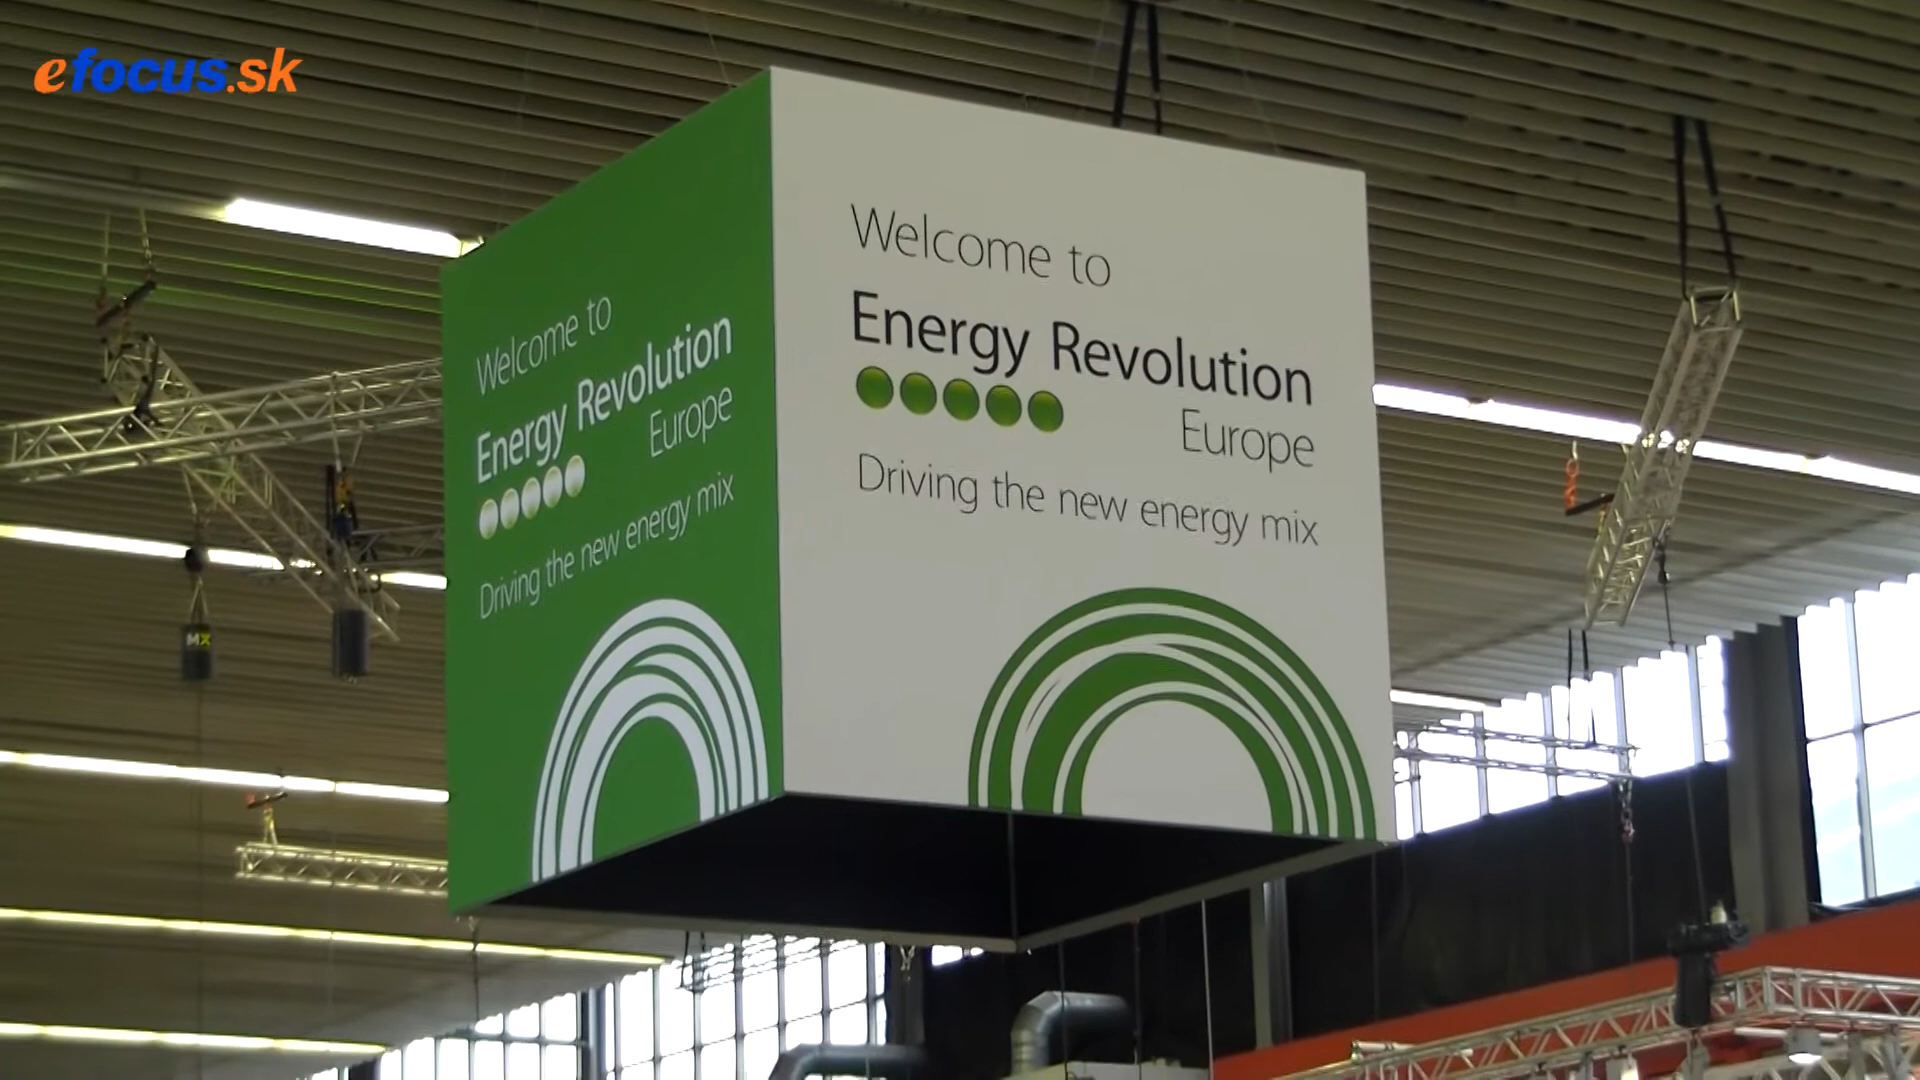 efocus.sk
Welcome to
Energy Revolution
Europe
Driving the new energy mix
Welcome to
Energy Revolution
Europe
Driving the new energy mix
MX